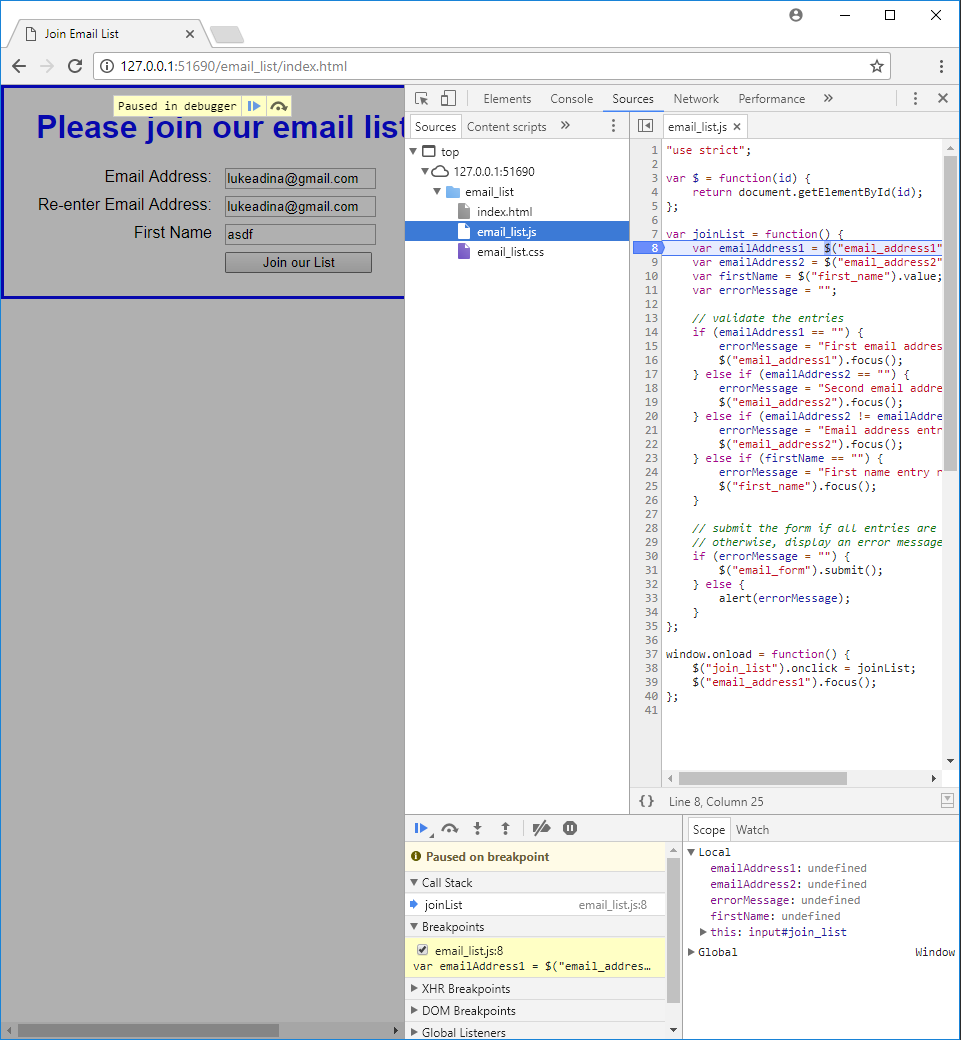 Join Email List
127.0.0.1:51690/email_list/index.html
Paused in debugger
Please join our email list
Email Address:
lukeadina@gmail.com
Re-enter Email Address:
lukeadina@gmail.com
First Name
asdf
Join our List
Elements
Console
Sources
Network
Performance
Sources
Content scripts
top
127.0.0.1:51690
email_list
index.html
email_list.js
email_list.css
email_list.js
1 "use strict";
2
3 var $ = function(id) {
4     return document.getElementById(id);
5 };
6
7 var joinList = function() {
8     var emailAddress1 = $("email_address1"
9     var emailAddress2 = $("email_address2"
10     var firstName = $("first_name").value;
11     var errorMessage = "";
12
13     // validate the entries
14     if (emailAddress1 == "") {
15         errorMessage = "First email addres
16         $("email_address1").focus();
17     } else if (emailAddress2 == "") {
18         errorMessage = "Second email addre
19         $("email_address2").focus();
20     } else if (emailAddress2 != emailAddre
21         errorMessage = "Email address entr
22         $("email_address2").focus();
23     } else if (firstName == "") {
24         errorMessage = "First name entry r
25         $("first_name").focus();
26     }
27
28     // submit the form if all entries are
29     // otherwise, display an error message
30     if (errorMessage = "") {
31         $("email_form").submit();
32     } else {
33         alert(errorMessage);
34     }
35 };
36
37 window.onload = function() {
38     $("join_list").onclick = joinList;
39     $("email_address1").focus();
40 };
41
{} Line 8, Column 25
Paused on breakpoint
Call Stack
joinList email_list.js:8
Breakpoints
email_list.js:8
var emailAddress1 = $("email_addres…
XHR Breakpoints
DOM Breakpoints
Global Listeners
Scope
Watch
Local
emailAddress1: undefined
emailAddress2: undefined
errorMessage: undefined
firstName: undefined
this: input#join_list
Global Window